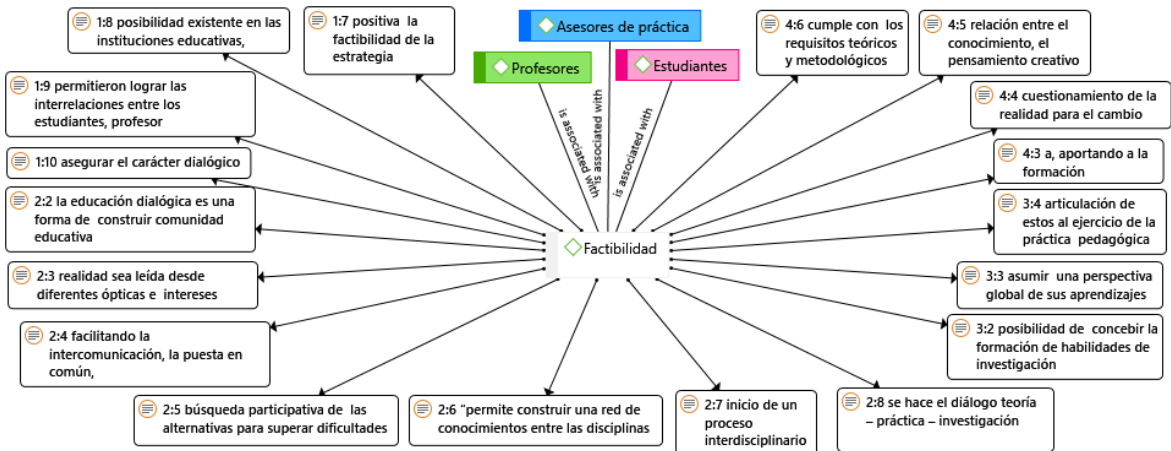 1:8 posibilidad existente en las
instituciones educativas,
1:7 positiva la
factibilidad de la
estrategia
Asesores de práctica
Profesores
Estudiantes
4:6 cumple con los
requisitos teóricos
y metodológicos
4:5 relación entre el
conocimiento, el
pensamiento creativo
1:9 permitieron lograr las
interrelaciones entre los
estudiantes, profesor
4:4 cuestionamiento de la
realidad para el cambio
is associated with
is associated with
is associated with
1:10 asegurar el carácter dialógico
4:3 a, aportando a la
formación
2:2 la educación dialógica es una
forma de construir comunidad
educativa
3:4 articulación de
estos al ejercicio de la
práctica pedagógica
Factibilidad
2:3 realidad sea leída desde
diferentes ópticas e intereses
3:3 asumir una perspectiva
global de sus aprendizajes
2:4 facilitando la
intercomunicación, la puesta en
común,
3:2 posibilidad de concebir la
formación de habilidades de
investigación
2:5 búsqueda participativa de las
alternativas para superar dificultades
2:6 “permite construir una red de
conocimientos entre las disciplinas
2:7 inicio de un
proceso
interdisciplinario
2:8 se hace el diálogo teoría
– práctica – investigación